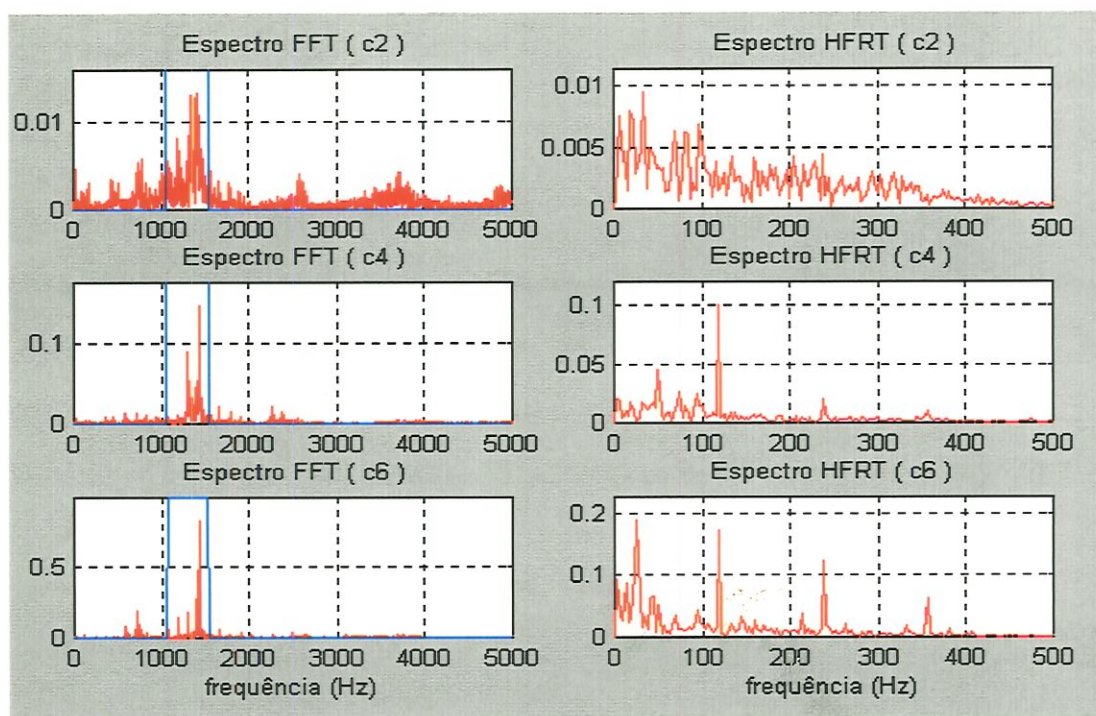 Espectro FFT ( c2 )
0.01
0
0 1000 2000 3000 4000 5000
Espectro HFRT ( c2 )
0.01
0.005
0
0 100 200 300 400 500
Espectro FFT ( c4 )
0.1
0
0 1000 2000 3000 4000 5000
Espectro HFRT ( c4 )
0.1
0.05
0
0 100 200 300 400 500
Espectro FFT ( c6 )
0.5
0
0 1000 2000 3000 4000 5000
frequência (Hz)
Espectro HFRT ( c6 )
0.2
0.1
0
0 100 200 300 400 500
frequência (Hz)